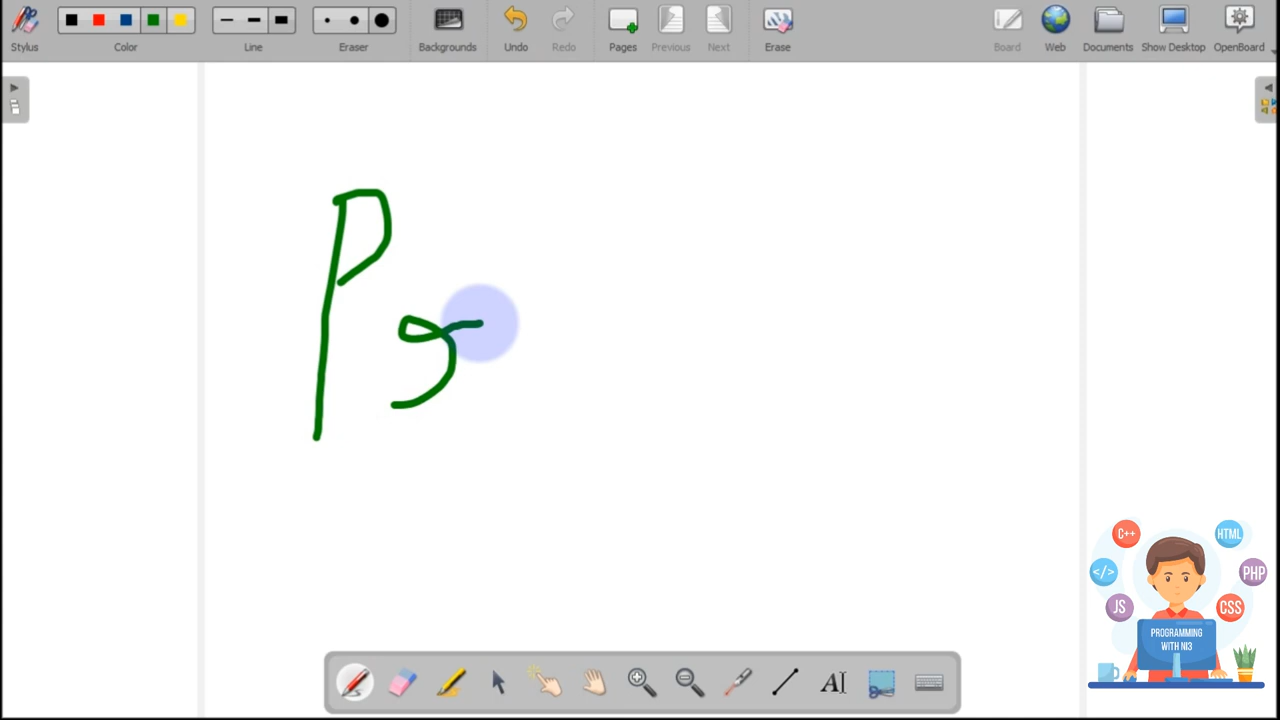 Stylus Color Line Eraser Backgrounds Undo Redo Pages Previous Next Erase Board Web Documents Show Desktop OpenBoard
P
C++ HTML
</> PHP
JS CSS
PROGRAMMING
WITH NI3
AI